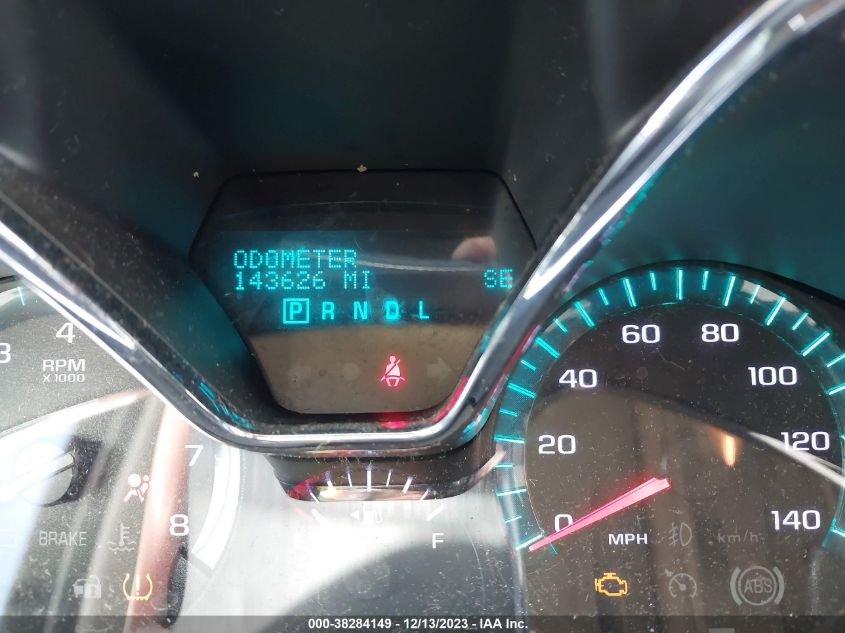 ODOMETER
143626 MI SE
P R N D L
3 4
RPM
X1000
7
8
BRAKE
F
0 20 40 60 80 100 120 140
MPH
km/h
ABS
000-38284149 - 12/13/2023 - IAA Inc.